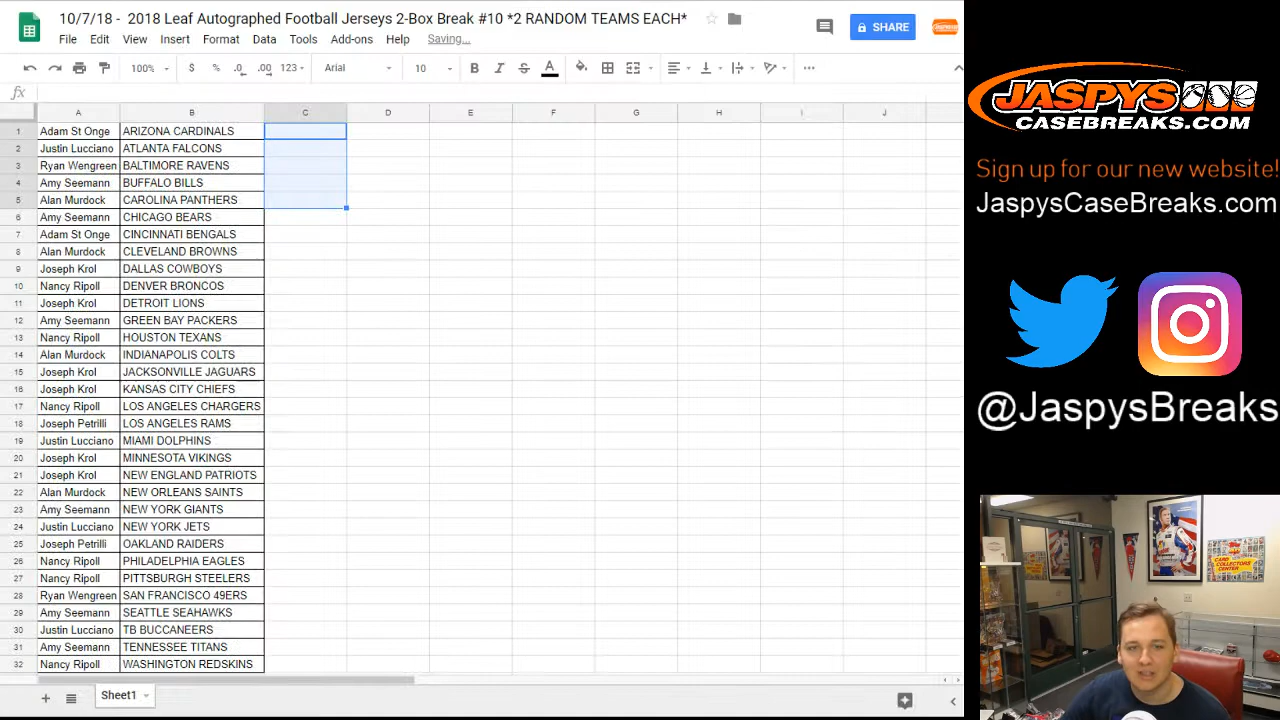 10/7/18 - 2018 Leaf Autographed Football Jerseys 2-Box Break #10 *2 RANDOM TEAMS EACH*
SHARE
File Edit View Insert Format Data Tools Add-ons Help Saving...
100% $ % .0 .00 123 Arial 10 B I S A
fx
A B C D E F G H I J
1 Adam St Onge ARIZONA CARDINALS
2 Justin Lucciano ATLANTA FALCONS
3 Ryan Wengreen BALTIMORE RAVENS
4 Amy Seemann BUFFALO BILLS
5 Alan Murdock CAROLINA PANTHERS
6 Amy Seemann CHICAGO BEARS
7 Adam St Onge CINCINNATI BENGALS
8 Alan Murdock CLEVELAND BROWNS
9 Joseph Krol DALLAS COWBOYS
10 Nancy Ripoll DENVER BRONCOS
11 Joseph Krol DETROIT LIONS
12 Amy Seemann GREEN BAY PACKERS
13 Nancy Ripoll HOUSTON TEXANS
14 Alan Murdock INDIANAPOLIS COLTS
15 Joseph Krol JACKSONVILLE JAGUARS
16 Joseph Krol KANSAS CITY CHIEFS
17 Nancy Ripoll LOS ANGELES CHARGERS
18 Joseph Petrilli LOS ANGELES RAMS
19 Justin Lucciano MIAMI DOLPHINS
20 Joseph Krol MINNESOTA VIKINGS
21 Joseph Krol NEW ENGLAND PATRIOTS
22 Alan Murdock NEW ORLEANS SAINTS
23 Amy Seemann NEW YORK GIANTS
24 Justin Lucciano NEW YORK JETS
25 Joseph Petrilli OAKLAND RAIDERS
26 Nancy Ripoll PHILADELPHIA EAGLES
27 Nancy Ripoll PITTSBURGH STEELERS
28 Ryan Wengreen SAN FRANCISCO 49ERS
29 Amy Seemann SEATTLE SEAHAWKS
30 Justin Lucciano TB BUCCANEERS
31 Amy Seemann TENNESSEE TITANS
32 Nancy Ripoll WASHINGTON REDSKINS
Sheet1
JASPYS
CASEBREAKS.COM
Sign up for our new website!
JaspysCaseBreaks.com
@JaspysBreaks
CARD
COLLECTORS
CENTER